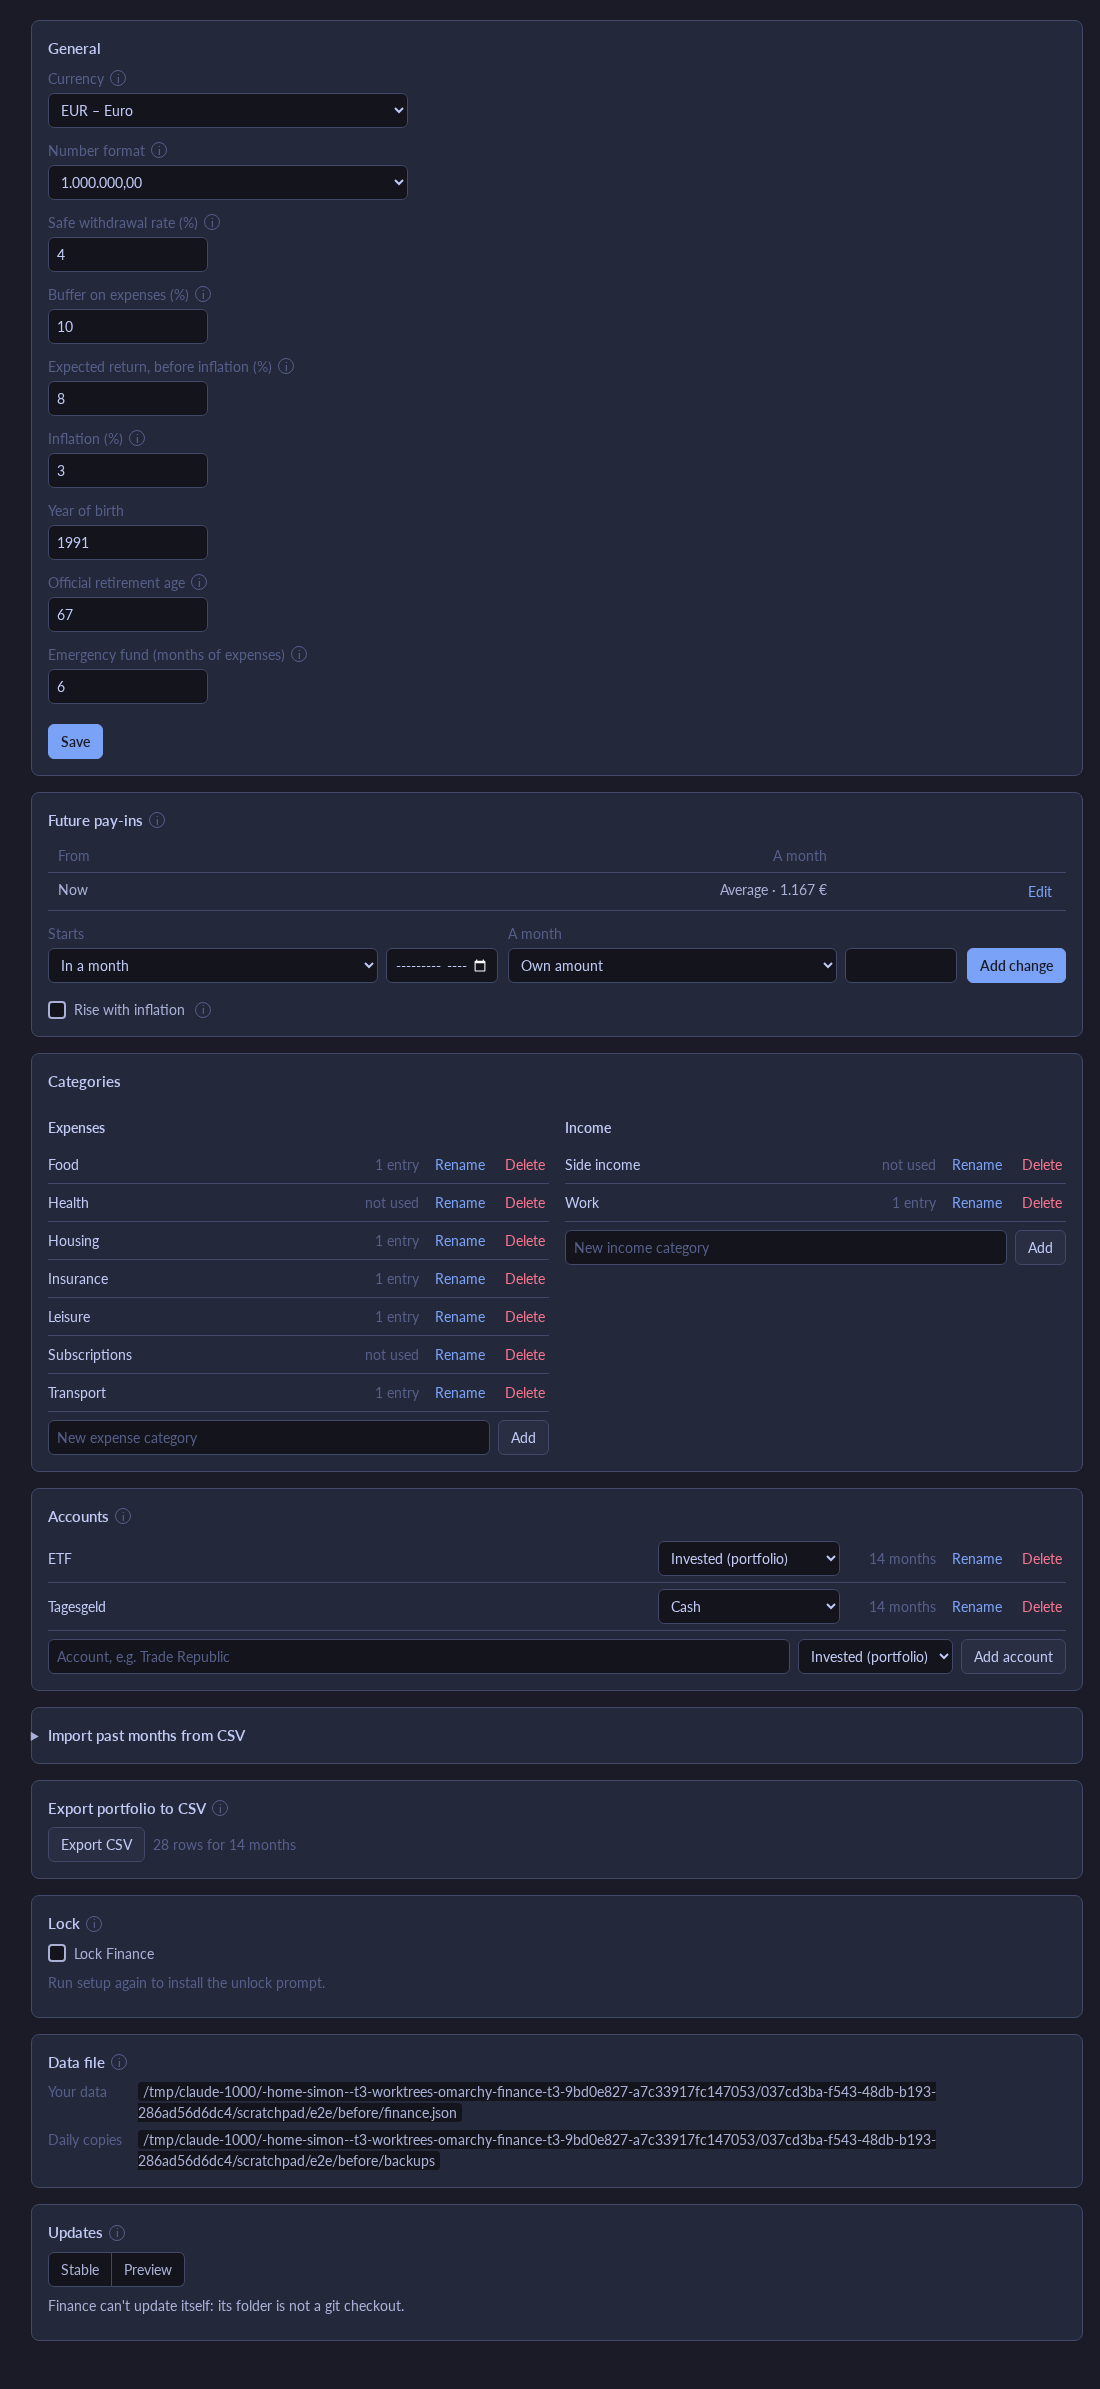 General
Currency
EUR – Euro
Number format
1.000.000,00
Safe withdrawal rate (%)
4
Buffer on expenses (%)
10
Expected return, before inflation (%)
8
Inflation (%)
3
Year of birth
1991
Official retirement age
67
Emergency fund (months of expenses)
6
Save
Future pay-ins
From A month
Now Average · 1.167 € Edit
Starts A month
In a month --------- ---- Own amount Add change
Rise with inflation
Categories
Expenses Income
Food 1 entry Rename Delete Side income not used Rename Delete
Health not used Rename Delete Work 1 entry Rename Delete
Housing 1 entry Rename Delete New income category Add
Insurance 1 entry Rename Delete
Leisure 1 entry Rename Delete
Subscriptions not used Rename Delete
Transport 1 entry Rename Delete
New expense category Add
Accounts
ETF Invested (portfolio) 14 months Rename Delete
Tagesgeld Cash 14 months Rename Delete
Account, e.g. Trade Republic Invested (portfolio) Add account
Import past months from CSV
Export portfolio to CSV
Export CSV 28 rows for 14 months
Lock
Lock Finance
Run setup again to install the unlock prompt.
Data file
Your data /tmp/claude-1000/-home-simon--t3-worktrees-omarchy-finance-t3-9bd0e827-a7c33917fc147053/037cd3ba-f543-48db-b193-
286ad56d6dc4/scratchpad/e2e/before/finance.json
Daily copies /tmp/claude-1000/-home-simon--t3-worktrees-omarchy-finance-t3-9bd0e827-a7c33917fc147053/037cd3ba-f543-48db-b193-
286ad56d6dc4/scratchpad/e2e/before/backups
Updates
Stable Preview
Finance can't update itself: its folder is not a git checkout.